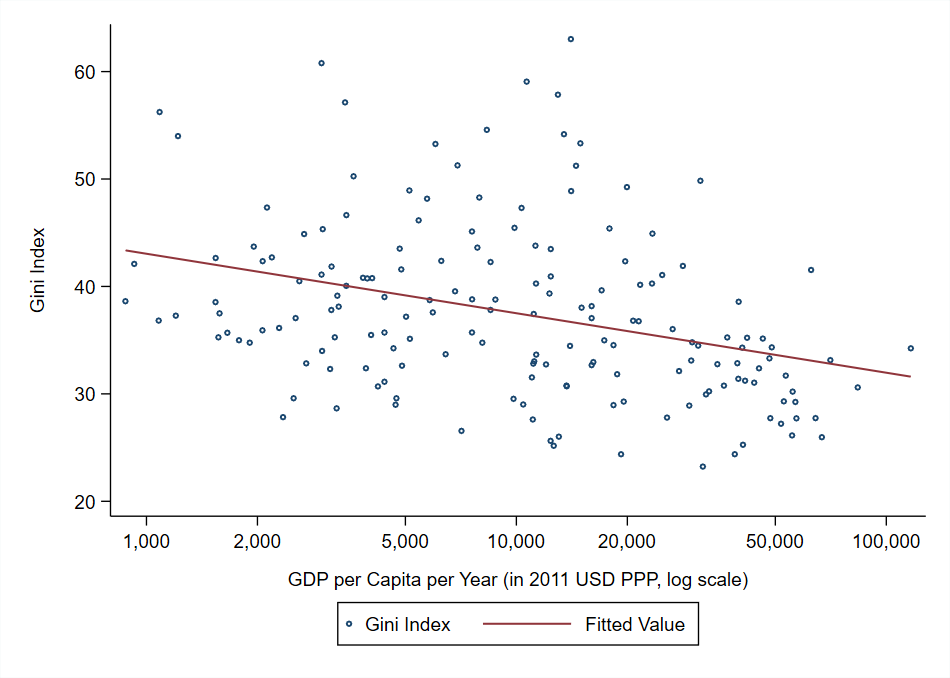 Gini Index
60
50
40
30
20
1,000 2,000 5,000 10,000 20,000 50,000 100,000
GDP per Capita per Year (in 2011 USD PPP, log scale)
Gini Index Fitted Value